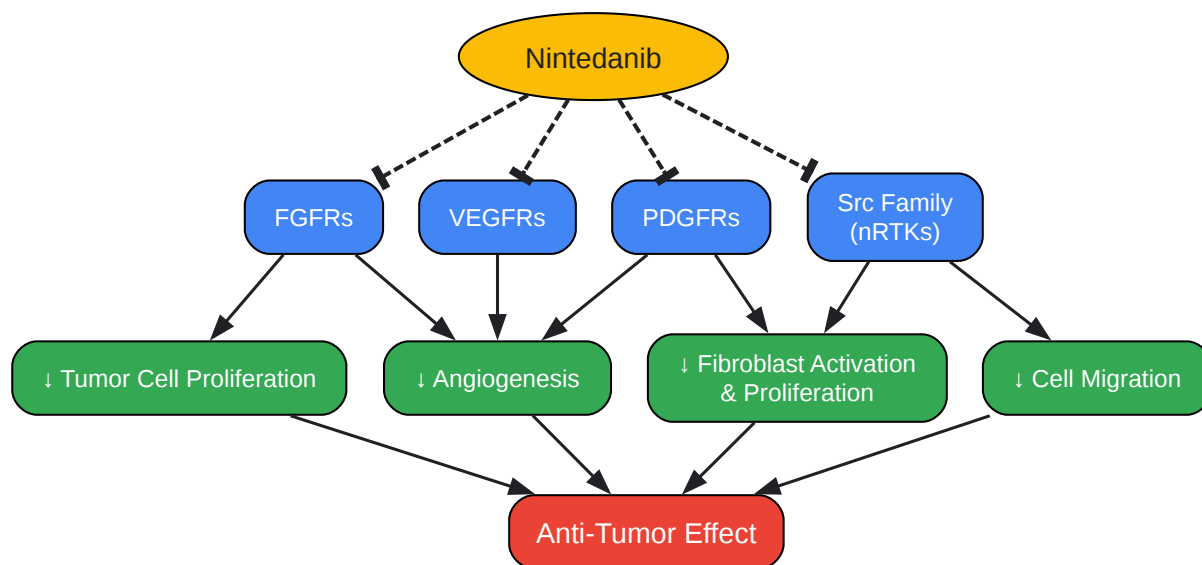 Nintedanib
FGFRs
VEGFRs
PDGFRs
Src Family
(nRTKs)
↓ Tumor Cell Proliferation
↓ Angiogenesis
↓ Fibroblast Activation
& Proliferation
↓ Cell Migration
Anti-Tumor Effect